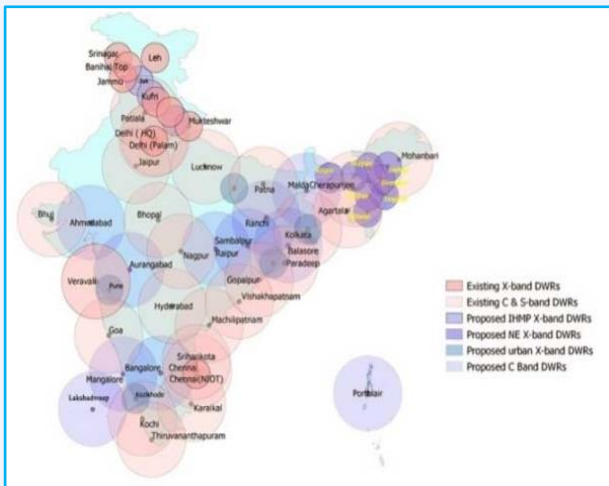 Srinagar
Leh
Banihal Top
Jammu
Kufri
Patiala
Mukteshwar
Delhi (HQ)
Delhi (Palam)
Jaipur
Lucknow
Mohanbari
Patna
Malda
Cherapunjee
Agartala
Bhuj
Ahmedabad
Bhopal
Ranchi
Kolkata
Sambalpur
Raipur
Balasore
Paradeep
Nagpur
Aurangabad
Veravali
Pune
Gopalpur
Vishakhapatnam
Hyderabad
Machilipatnam
Goa
Sriharikota
Bangalore
Chennai
Chennai(NIOT)
Mangalore
Lakshadweep
Kozikhode
Karaikal
Kochi
Thiruvananthapuram
Portblair
Existing X-band DWRs
Existing C & S-band DWRs
Proposed IHMP X-band DWRs
Proposed NE X-band DWRs
Proposed urban X-band DWRs
Proposed C Band DWRs